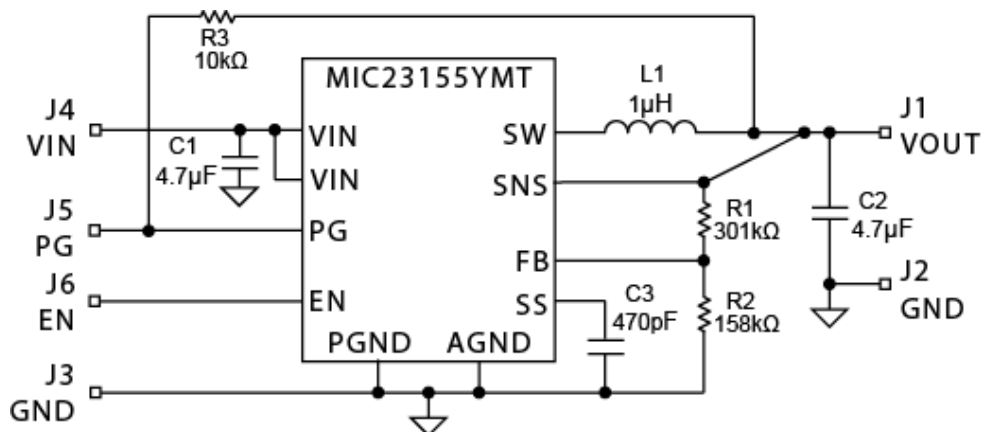 R3
10kΩ
MIC23155YMT
L1
1µH
J4
VIN
C1
4.7µF
VIN
VIN
SW
J1
VOUT
SNS
J5
PG
PG
R1
301kΩ
C2
4.7µF
FB
J6
EN
EN
SS
C3
470pF
R2
158kΩ
J2
GND
PGND
AGND
J3
GND